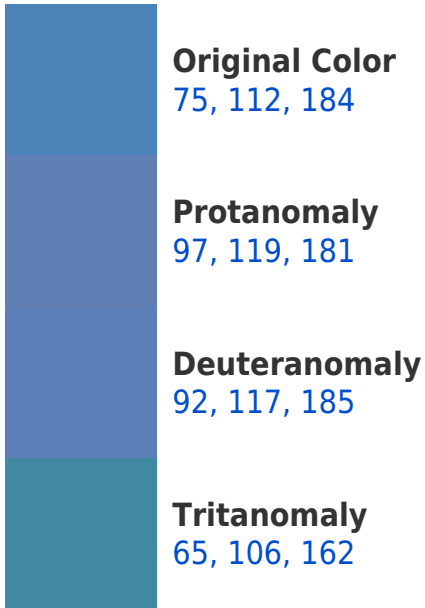 Original Color
75, 112, 184
Protanomaly
97, 119, 181
Deuteranomaly
92, 117, 185
Tritanomaly
65, 106, 162